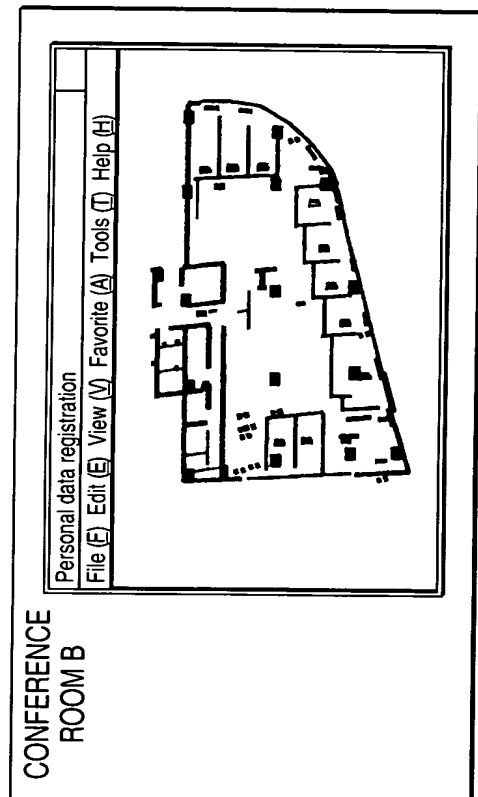 CONFERENCE
ROOM B
Personal data registration
File (F) Edit (E) View (V) Favorite (A) Tools (T) Help (H)